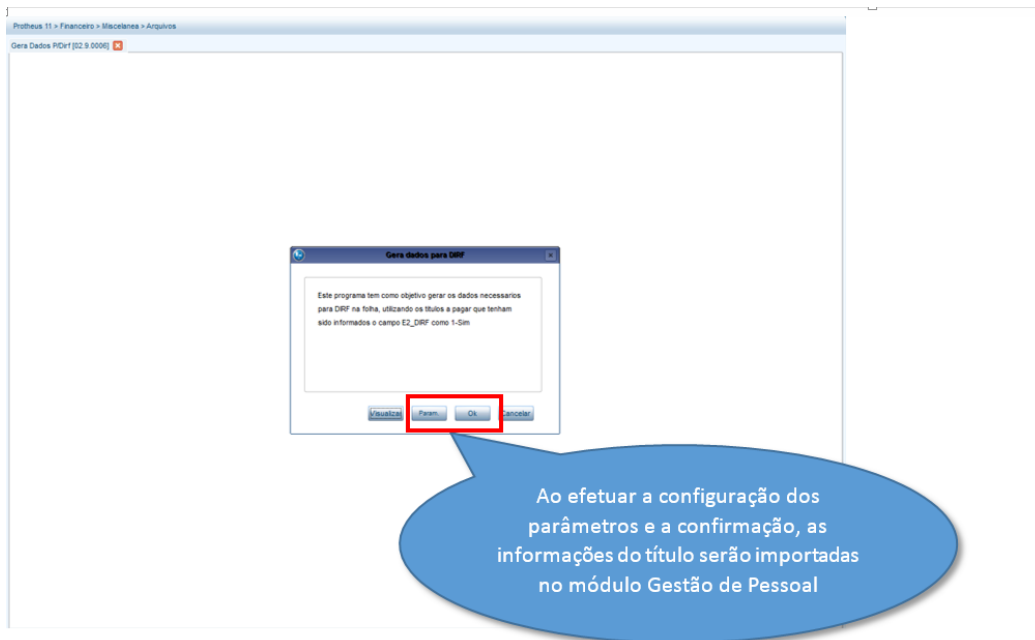 Protheus 11 > Financeiro > Miscelanea > Arquivos
Gera Dados P/Dirf [02.9.0006]
Gera dados para DIRF
Este programa tem como objetivo gerar os dados necessarios
para DIRF na folha, utilizando os titulos a pagar que tenham
sido informados o campo E2_DIRF como 1-Sim
Visualizar Param. Ok Cancelar
Ao efetuar a configuração dos
parâmetros e a confirmação, as
informações do título serão importadas
no módulo Gestão de Pessoal